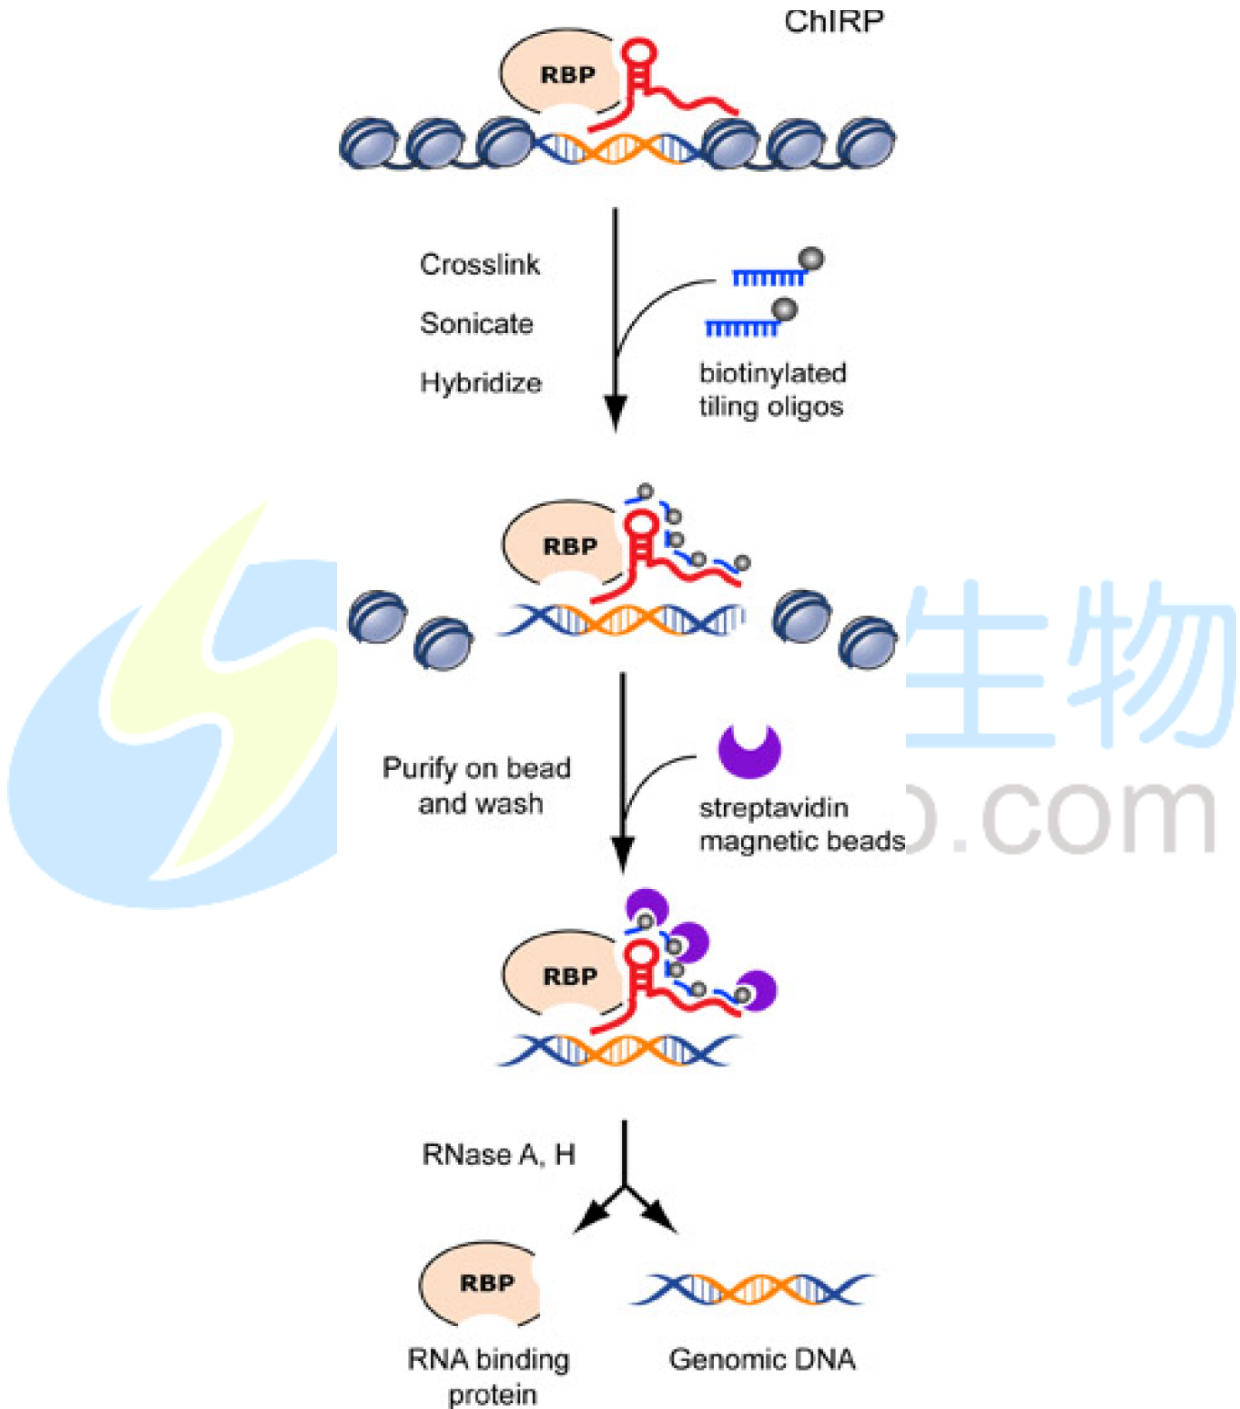 ChIRP
RBP
Crosslink
Sonicate
Hybridize
biotinylated
tiling oligos
RBP
生物
Purify on bead
and wash
streptavidin
magnetic beads
.com
RBP
RNase A, H
RBP
RNA binding
protein
Genomic DNA